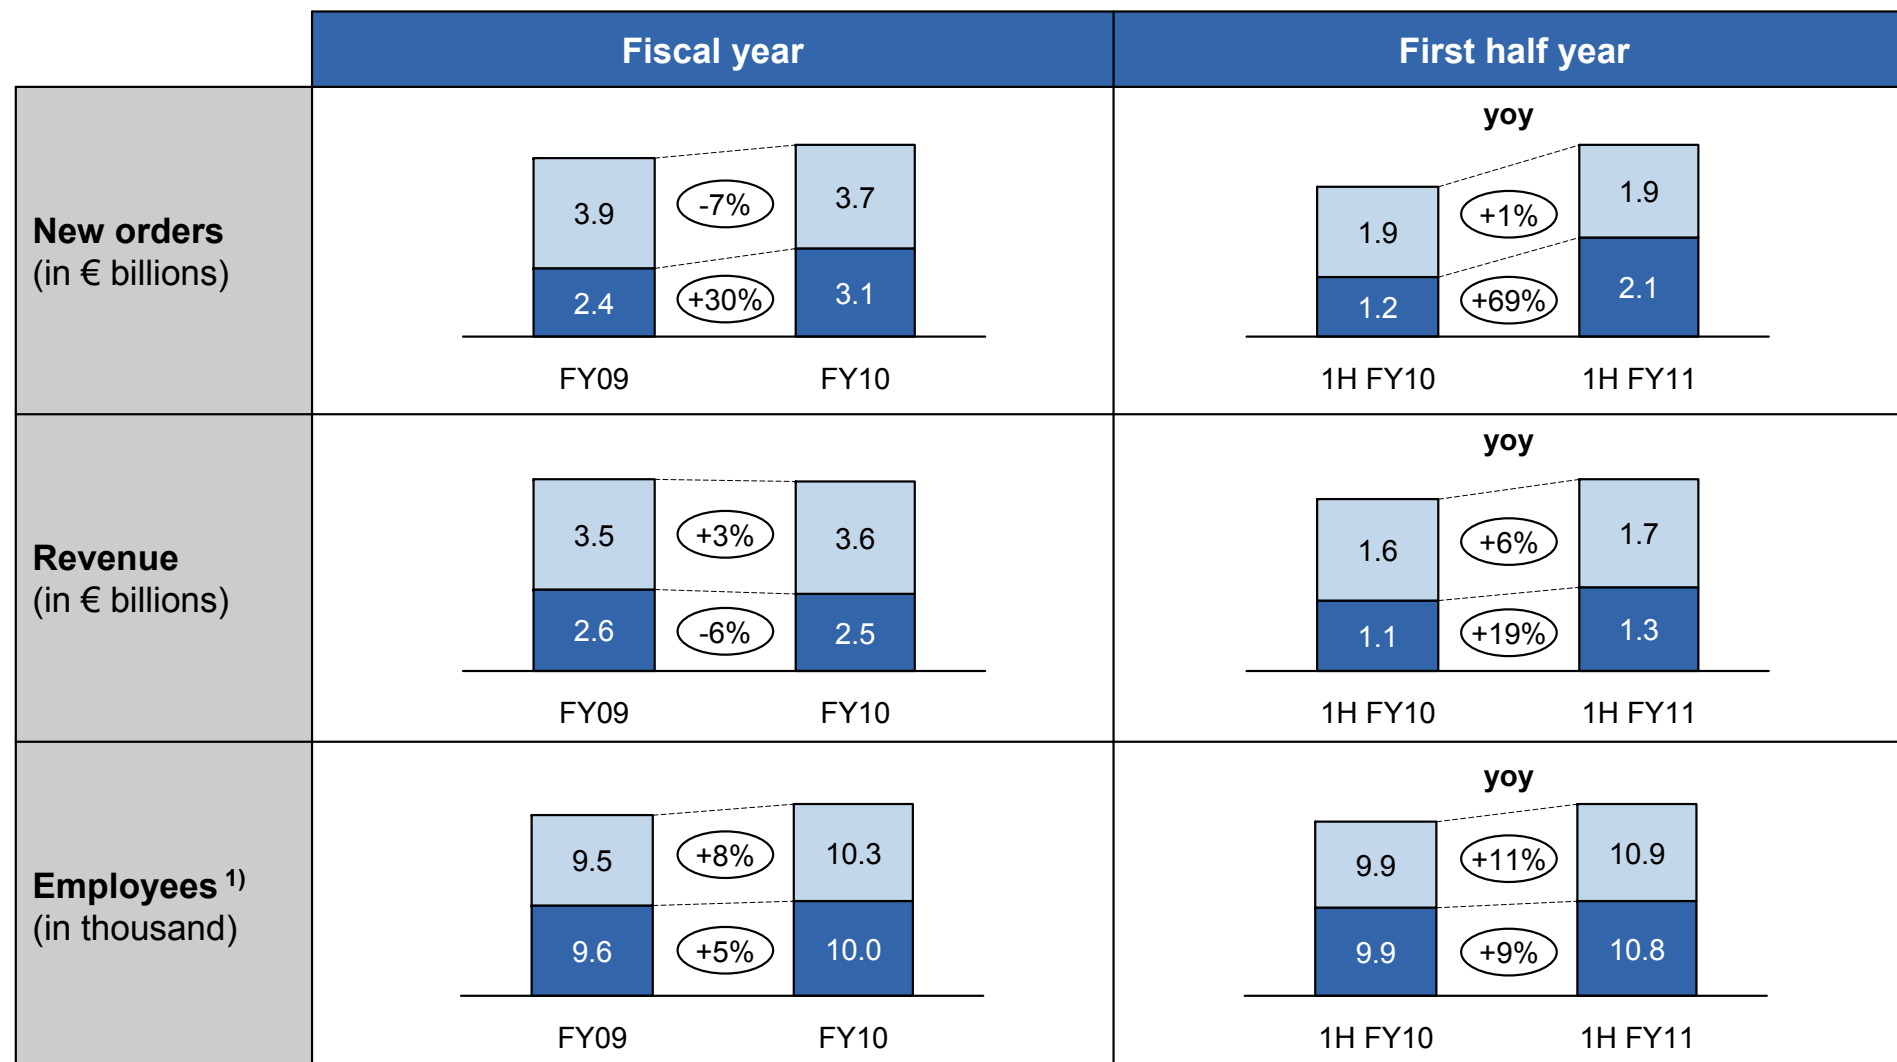 Fiscal year
First half year
New orders
(in € billions)
3.9
-7%
3.7
2.4
+30%
3.1
FY09
FY10
yoy
1.9
+1%
1.9
1.2
+69%
2.1
1H FY10
1H FY11
Revenue
(in € billions)
3.5
+3%
3.6
2.6
-6%
2.5
FY09
FY10
yoy
1.6
+6%
1.7
1.1
+19%
1.3
1H FY10
1H FY11
Employees 1)
(in thousand)
9.5
+8%
10.3
9.6
+5%
10.0
FY09
FY10
yoy
9.9
+11%
10.9
9.9
+9%
10.8
1H FY10
1H FY11